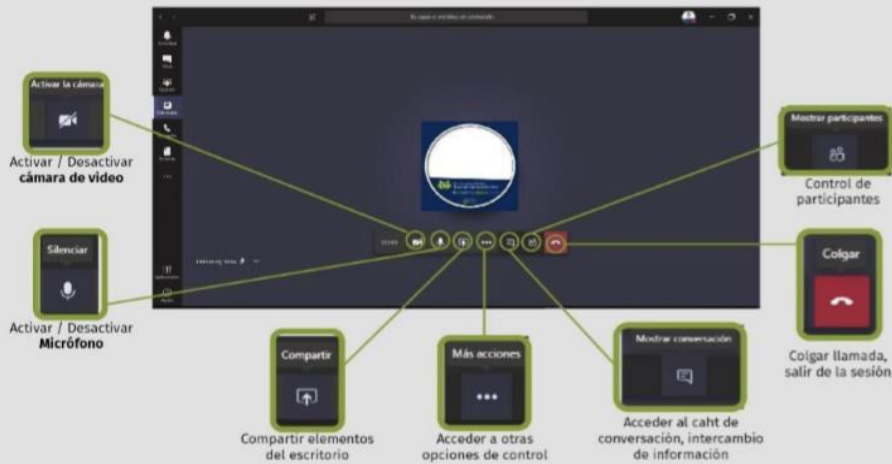 Activar la cámara
Activar / Desactivar
cámara de video
Silenciar
Activar / Desactivar
Micrófono
Compartir
Compartir elementos
del escritorio
Más acciones
Acceder a otras
opciones de control
Mostrar conversación
Acceder al caht de
conversación, intercambio
de información
Mostrar participantes
Control de
participantes
Colgar
Colgar llamada,
salir de la sesión